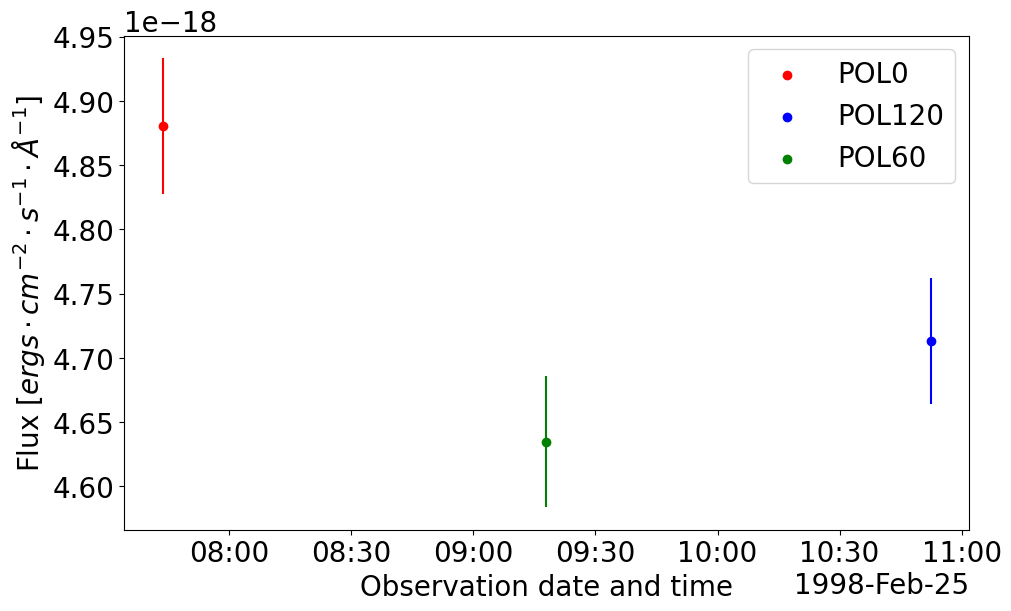 1e−18
4.95
4.90
4.85
4.80
4.75
4.70
4.65
4.60
Flux [ergs · cm⁻² · s⁻¹ · Å⁻¹]
POL0
POL120
POL60
08:00 08:30 09:00 09:30 10:00 10:30 11:00
Observation date and time
1998-Feb-25